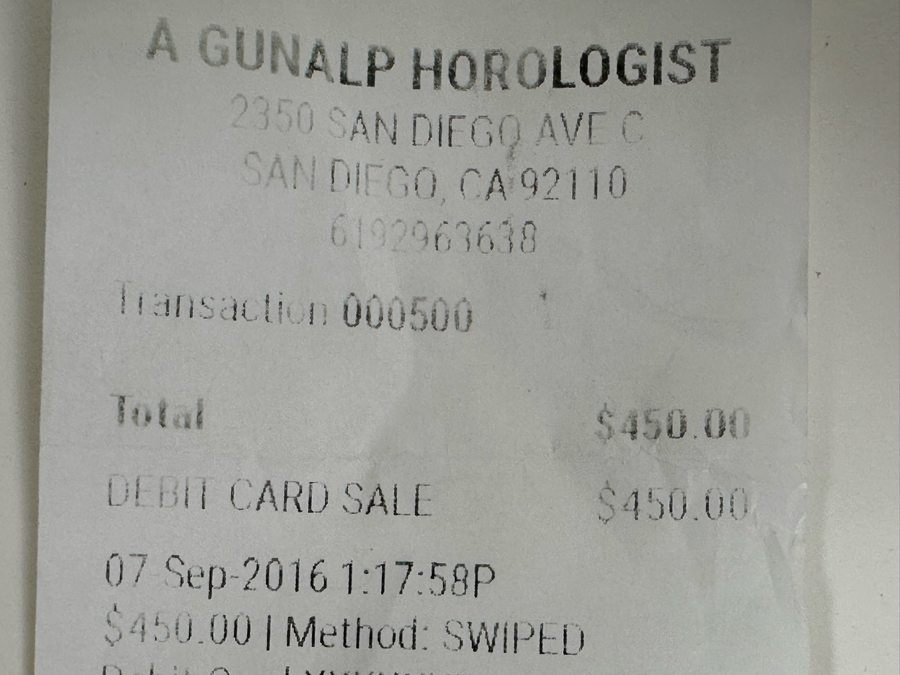 A GUNALP HOROLOGIST
2350 SAN DIEGO AVE C
SAN DIEGO, CA 92110
6192963638
Transaction 000500
Total $450.00
DEBIT CARD SALE $450.00
07 Sep-2016 1:17:58P
$450.00 | Method: SWIPED